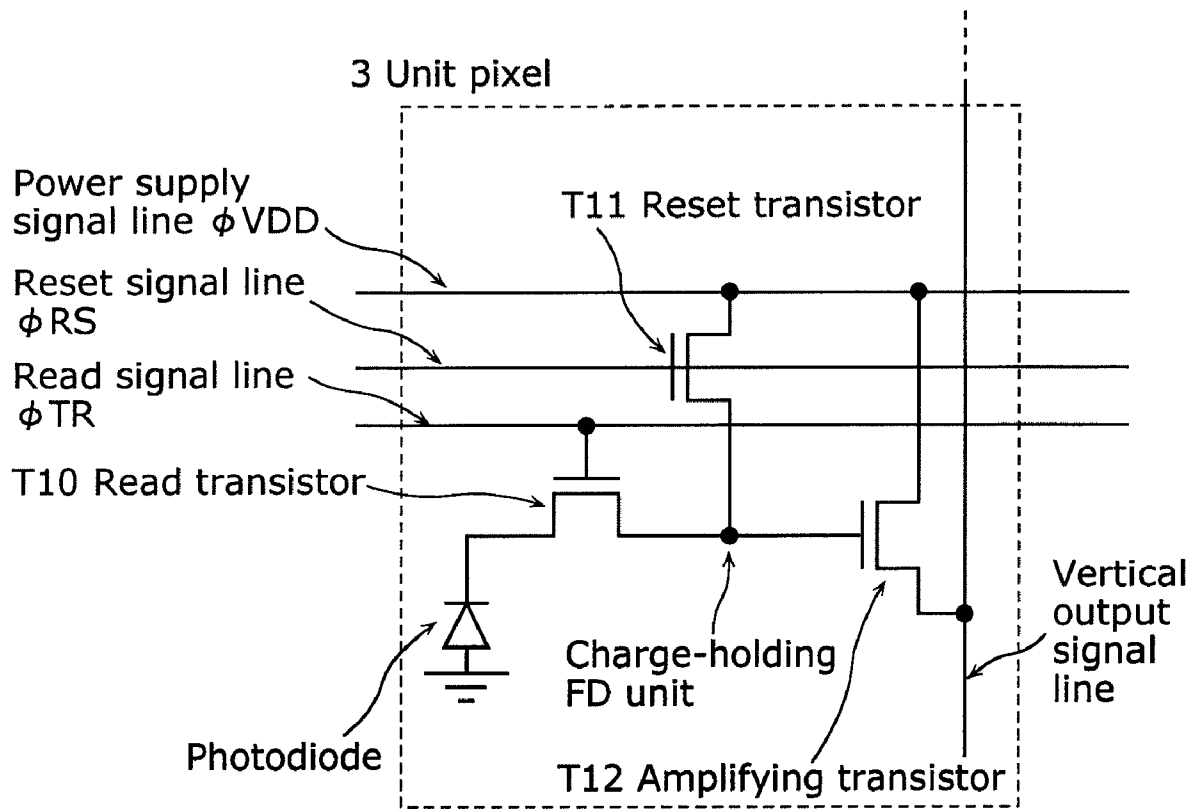 3 Unit pixel
Power supply
signal line φVDD
T11 Reset transistor
Reset signal line
φRS
Read signal line
φTR
T10 Read transistor
Charge-holding
FD unit
Vertical
output
signal
line
Photodiode
T12 Amplifying transistor